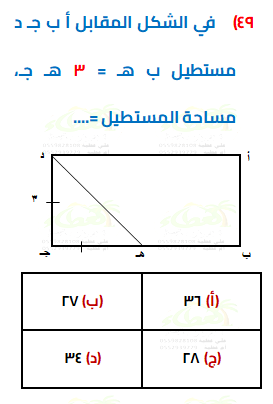 ٤٩) في الشكل المقابل أ ب جـ د
مستطيل ب هـ = ٣ هـ جـ،
مساحة المستطيل =....
د
أ
٣
جـ
هـ
ب
(أ) ٣٦
(ب) ٢٧
(ج) ٢٨
(د) ٣٤